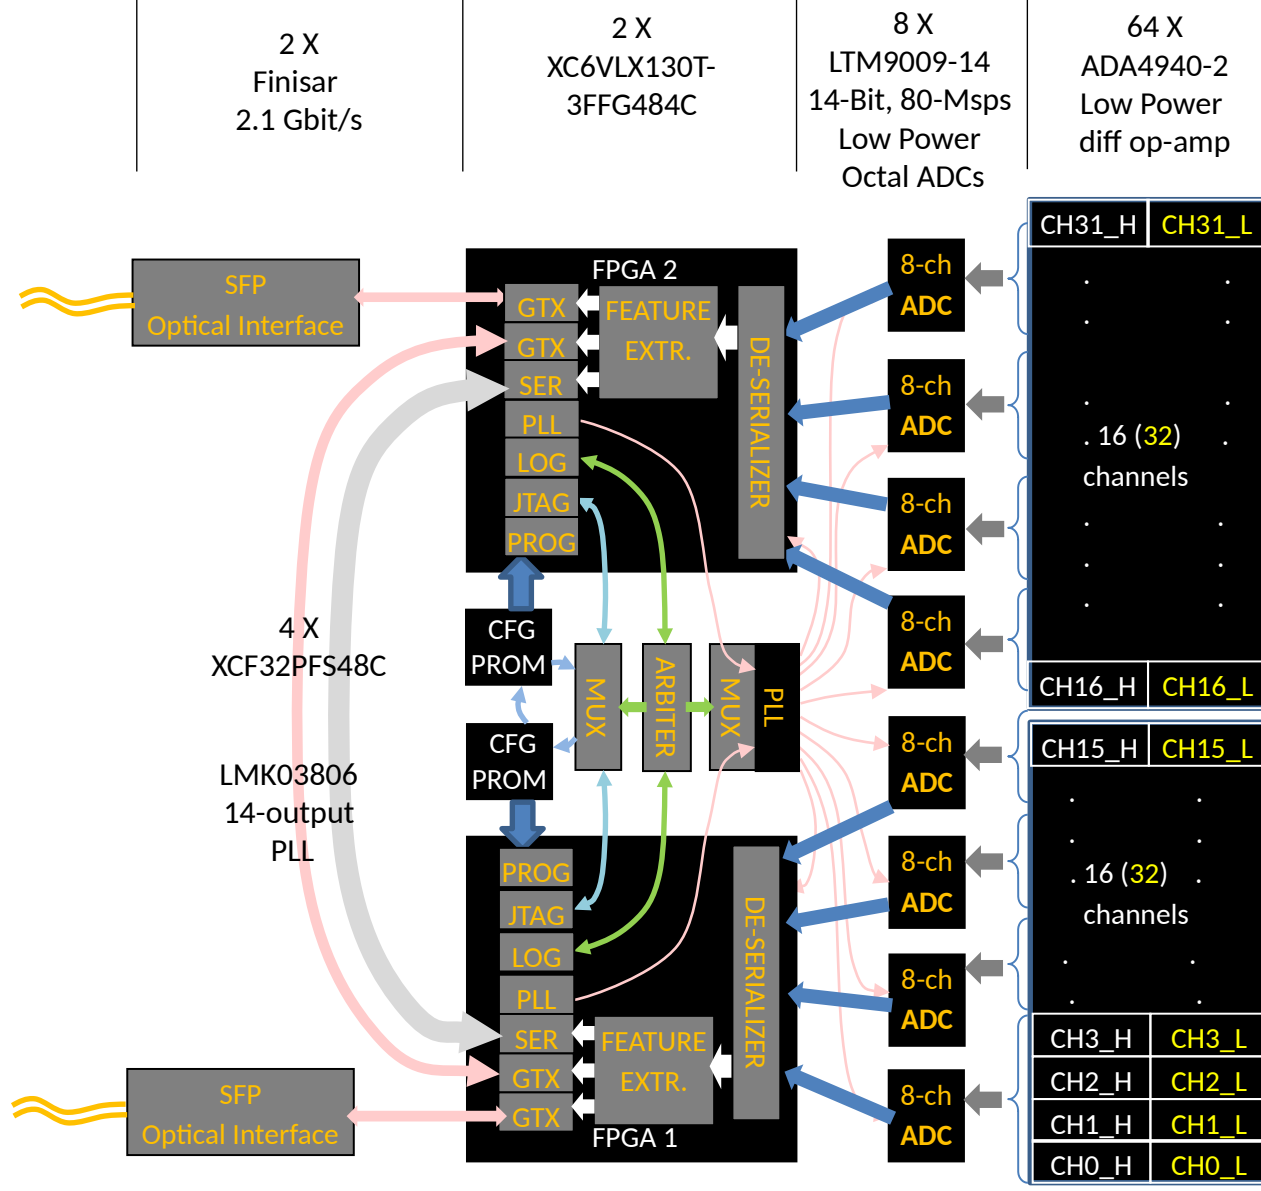 2 X
Finisar
2.1 Gbit/s
2 X
XC6VLX130T-
3FFG484C
8 X
LTM9009-14
14-Bit, 80-Msps
Low Power
Octal ADCs
64 X
ADA4940-2
Low Power
diff op-amp
SFP
Optical Interface
FPGA 2
GTX
GTX
SER
PLL
LOG
JTAG
PROG
FEATURE
EXTR.
DE-SERIALIZER
8-ch
ADC
8-ch
ADC
8-ch
ADC
8-ch
ADC
CH31_H CH31_L
. .
. .
. .
. 16 (32) .
channels
. .
. .
. .
CH16_H CH16_L
4 X
XCF32PFS48C
LMK03806
14-output
PLL
CFG
PROM
CFG
PROM
MUX
ARBITER
MUX
PLL
8-ch
ADC
8-ch
ADC
8-ch
ADC
8-ch
ADC
CH15_H CH15_L
. .
. .
. 16 (32) .
channels
. .
. .
CH3_H CH3_L
CH2_H CH2_L
CH1_H CH1_L
CH0_H CH0_L
PROG
JTAG
LOG
PLL
SER
GTX
GTX
FEATURE
EXTR.
DE-SERIALIZER
FPGA 1
SFP
Optical Interface